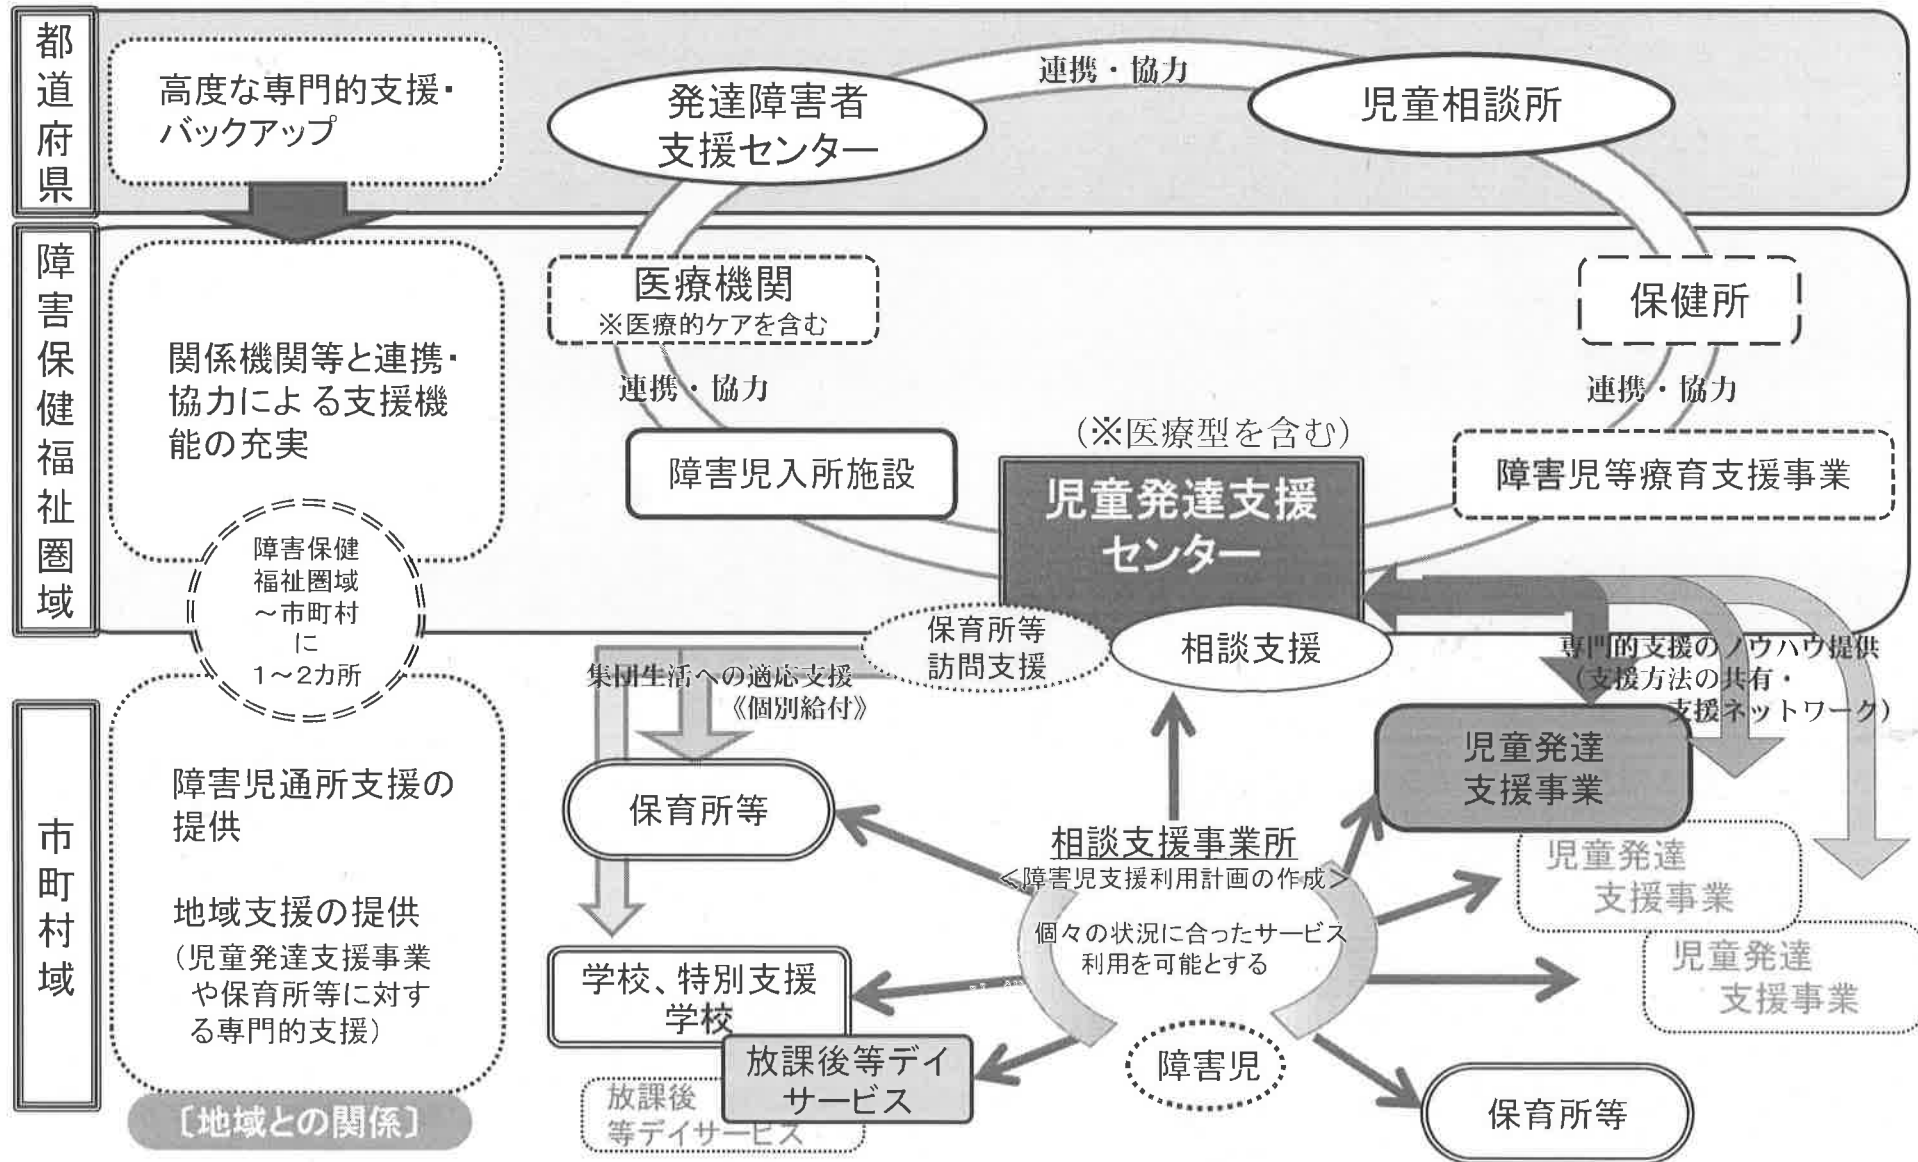 都道府県
高度な専門的支援・
バックアップ
発達障害者
支援センター
連携・協力
児童相談所
障害保健福祉圏域
関係機関等と連携・
協力による支援機
能の充実
医療機関
※医療的ケアを含む
保健所
連携・協力
連携・協力
障害児入所施設
（※医療型を含む）
児童発達支援
センター
障害児等療育支援事業
障害保健
福祉圏域
～市町村
に
1～2カ所
保育所等
訪問支援
相談支援
集団生活への適応支援
《個別給付》
専門的支援のノウハウ提供
（支援方法の共有・
支援ネットワーク）
市町村域
障害児通所支援の
提供
地域支援の提供
（児童発達支援事業
や保育所等に対す
る専門的支援）
〔地域との関係〕
保育所等
児童発達
支援事業
相談支援事業所
＜障害児支援利用計画の作成＞
個々の状況に合ったサービス
利用を可能とする
児童発達
支援事業
児童発達
支援事業
学校、特別支援
学校
放課後等デイ
サービス
放課後
等デイサービス
障害児
保育所等